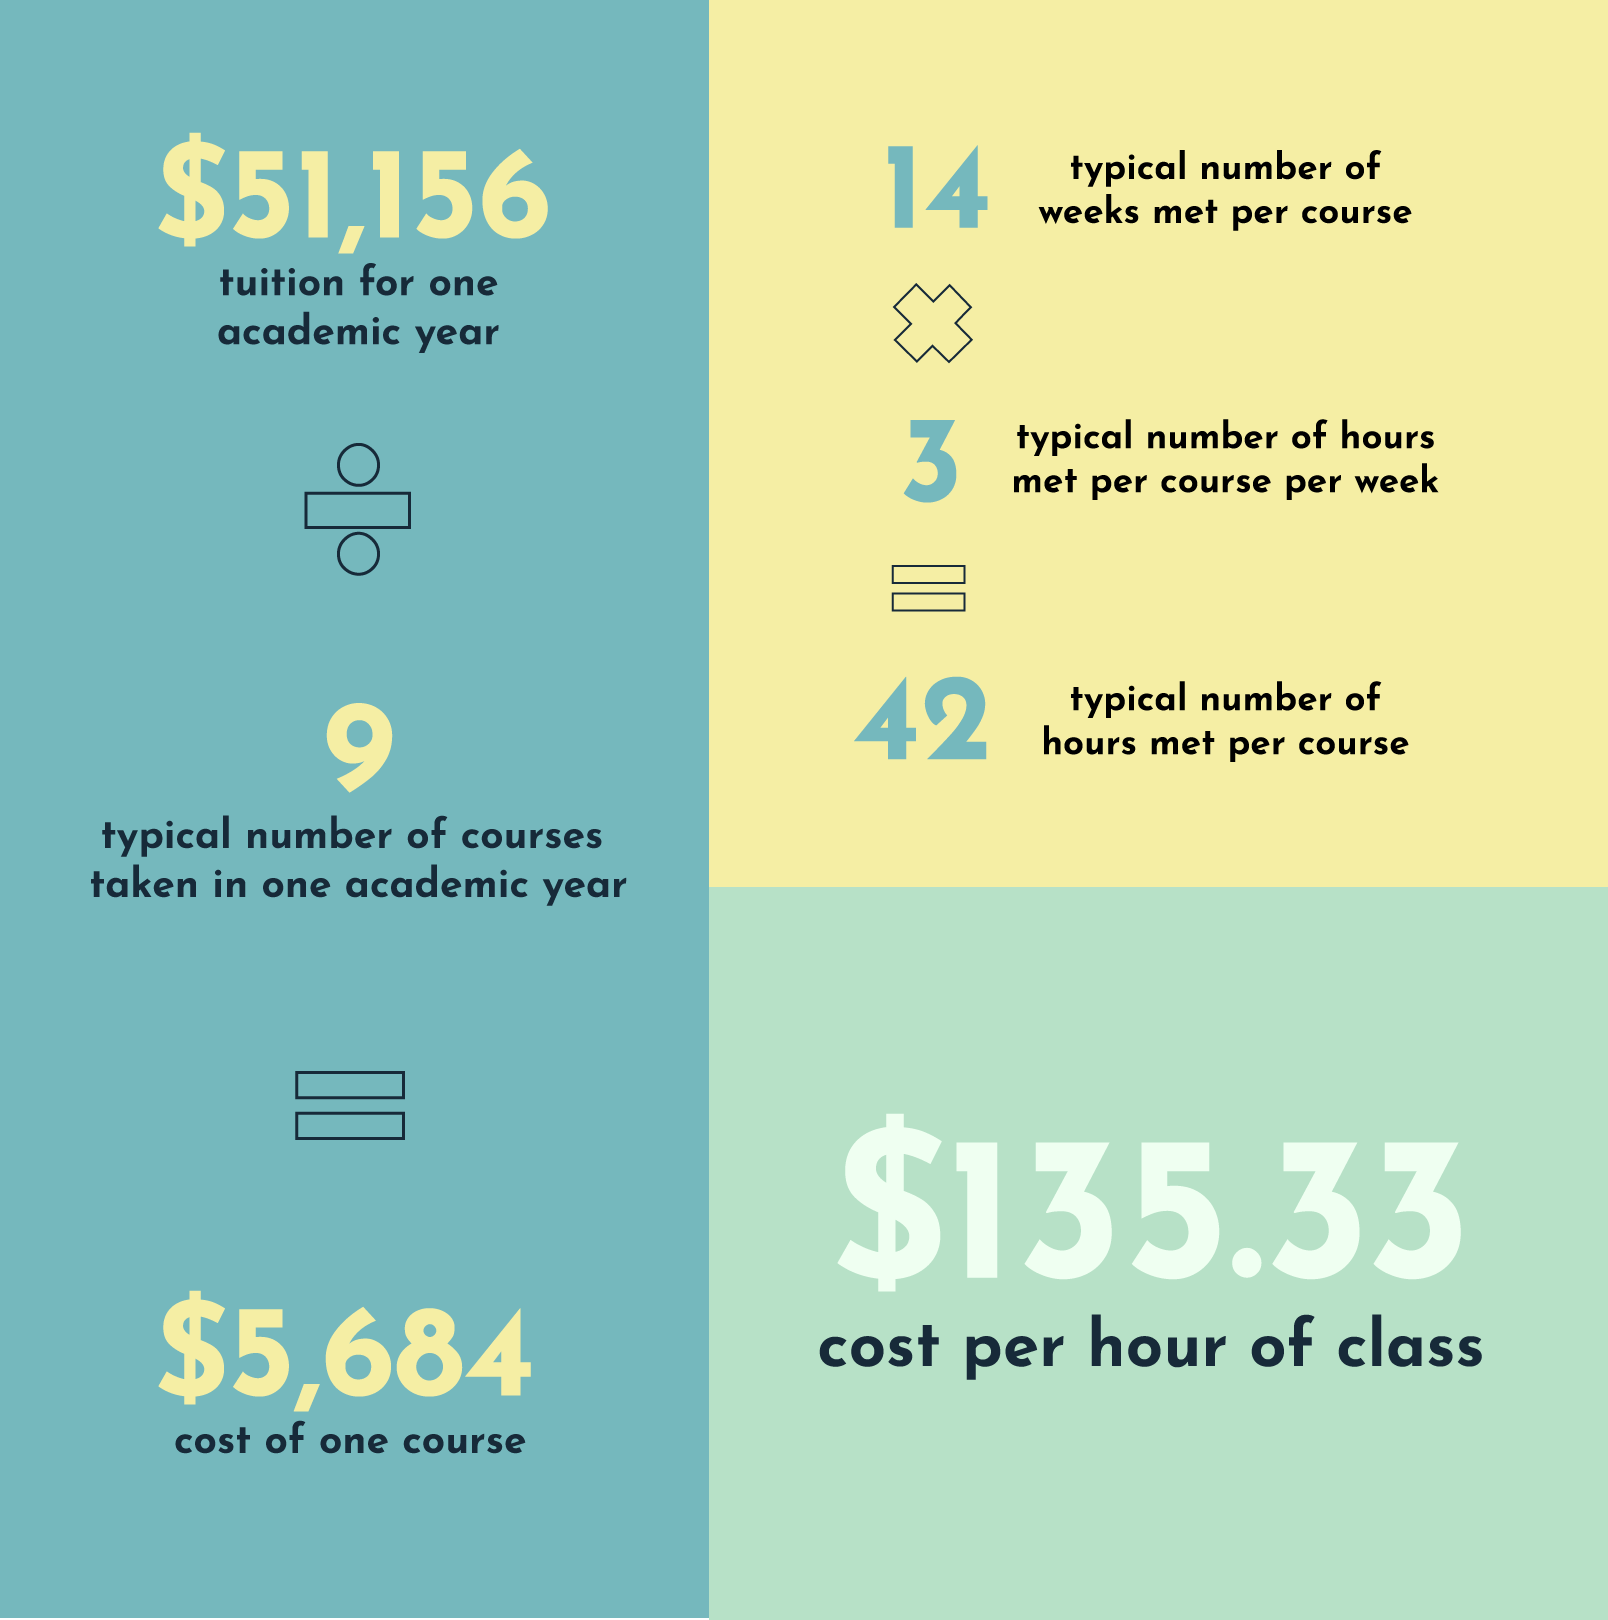 $51,156
tuition for one
academic year
9
typical number of courses
taken in one academic year
$5,684
cost of one course
14
typical number of
weeks met per course
3
typical number of hours
met per course per week
42
typical number of
hours met per course
$135.33
cost per hour of class